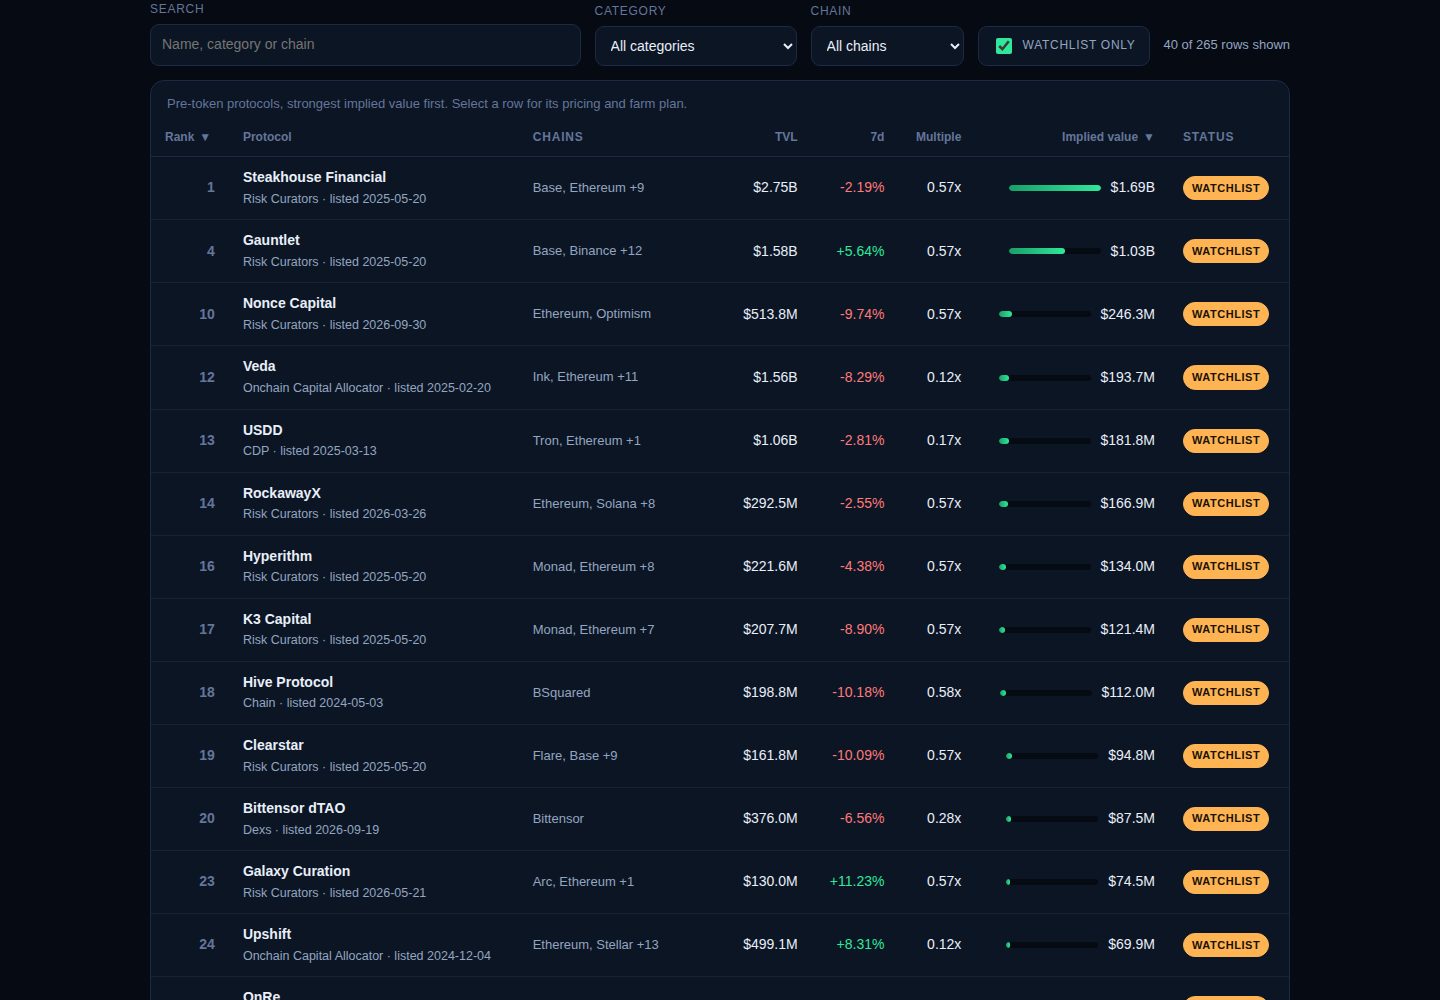 SEARCH
CATEGORY
CHAIN
Name, category or chain
All categories
All chains
WATCHLIST ONLY
40 of 265 rows shown
Pre-token protocols, strongest implied value first. Select a row for its pricing and farm plan.
Rank ▼ Protocol CHAINS TVL 7d Multiple Implied value ▼ STATUS
1 Steakhouse Financial Base, Ethereum +9 $2.75B -2.19% 0.57x $1.69B WATCHLIST
Risk Curators · listed 2025-05-20
4 Gauntlet Base, Binance +12 $1.58B +5.64% 0.57x $1.03B WATCHLIST
Risk Curators · listed 2025-05-20
10 Nonce Capital Ethereum, Optimism $513.8M -9.74% 0.57x $246.3M WATCHLIST
Risk Curators · listed 2026-09-30
12 Veda Ink, Ethereum +11 $1.56B -8.29% 0.12x $193.7M WATCHLIST
Onchain Capital Allocator · listed 2025-02-20
13 USDD Tron, Ethereum +1 $1.06B -2.81% 0.17x $181.8M WATCHLIST
CDP · listed 2025-03-13
14 RockawayX Ethereum, Solana +8 $292.5M -2.55% 0.57x $166.9M WATCHLIST
Risk Curators · listed 2026-03-26
16 Hyperithm Monad, Ethereum +8 $221.6M -4.38% 0.57x $134.0M WATCHLIST
Risk Curators · listed 2025-05-20
17 K3 Capital Monad, Ethereum +7 $207.7M -8.90% 0.57x $121.4M WATCHLIST
Risk Curators · listed 2025-05-20
18 Hive Protocol BSquared $198.8M -10.18% 0.58x $112.0M WATCHLIST
Chain · listed 2024-05-03
19 Clearstar Flare, Base +9 $161.8M -10.09% 0.57x $94.8M WATCHLIST
Risk Curators · listed 2025-05-20
20 Bittensor dTAO Bittensor $376.0M -6.56% 0.28x $87.5M WATCHLIST
Dexs · listed 2026-09-19
23 Galaxy Curation Arc, Ethereum +1 $130.0M +11.23% 0.57x $74.5M WATCHLIST
Risk Curators · listed 2026-05-21
24 Upshift Ethereum, Stellar +13 $499.1M +8.31% 0.12x $69.9M WATCHLIST
Onchain Capital Allocator · listed 2024-12-04
OnRe